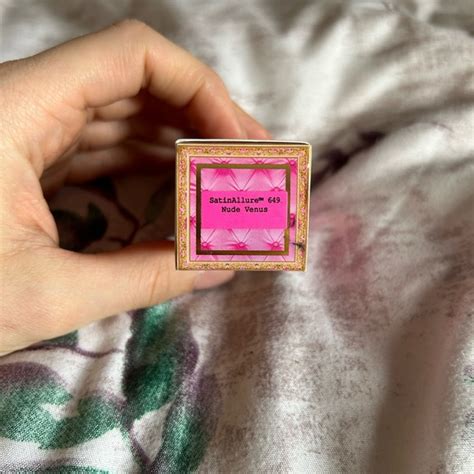 SatinAllure™ 649
Nude Venus